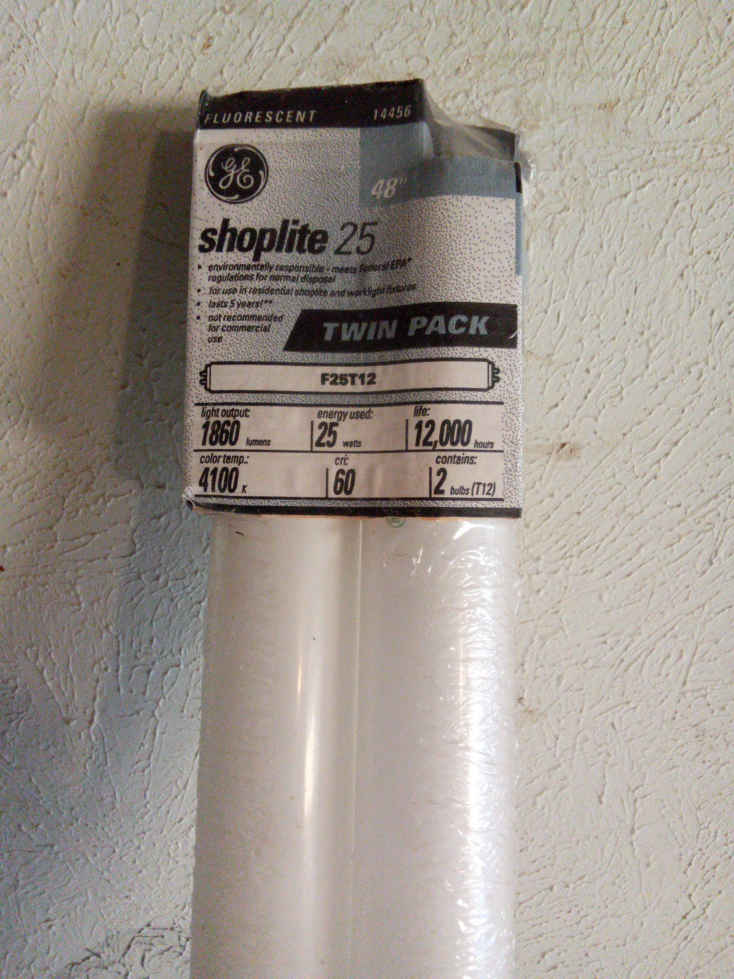 FLUORESCENT 14456
GE
48"
shoplite 25
• environmentally responsible - meets Federal EPA*
regulations for normal disposal
• for use in residential shoplite and worklight fixtures
• lasts 5 years!**
• not recommended
for commercial
use
TWIN PACK
F25T12
light output: energy used: life:
1860 lumens 25 watts 12,000 hours
color temp.: cri: contains:
4100 K 60 2 bulbs (T12)